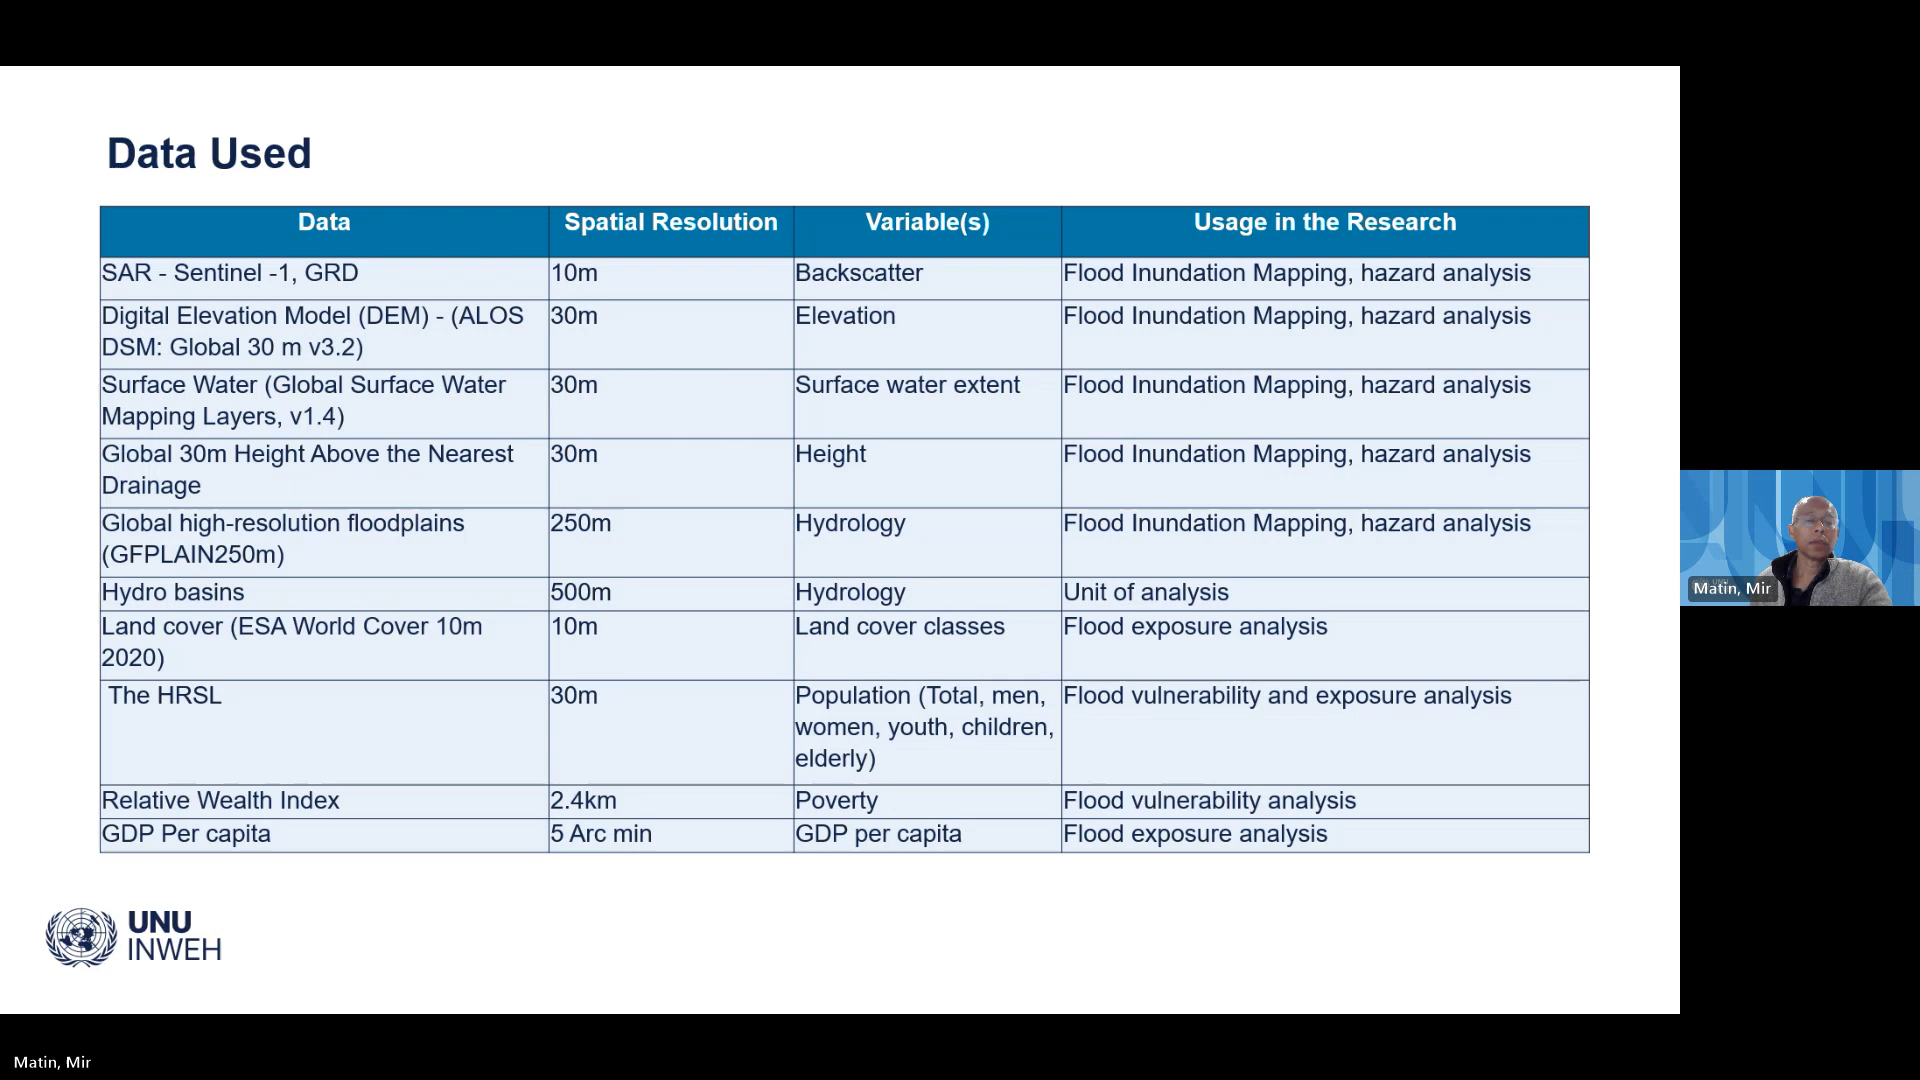 Data Used
Data Spatial Resolution Variable(s) Usage in the Research
SAR - Sentinel -1, GRD 10m Backscatter Flood Inundation Mapping, hazard analysis
Digital Elevation Model (DEM) - (ALOS 30m Elevation Flood Inundation Mapping, hazard analysis
DSM: Global 30 m v3.2)
Surface Water (Global Surface Water 30m Surface water extent Flood Inundation Mapping, hazard analysis
Mapping Layers, v1.4)
Global 30m Height Above the Nearest 30m Height Flood Inundation Mapping, hazard analysis
Drainage
Global high-resolution floodplains 250m Hydrology Flood Inundation Mapping, hazard analysis
(GFPLAIN250m)
Hydro basins 500m Hydrology Unit of analysis
Land cover (ESA World Cover 10m 10m Land cover classes Flood exposure analysis
2020)
The HRSL 30m Population (Total, men, Flood vulnerability and exposure analysis
women, youth, children,
elderly)
Relative Wealth Index 2.4km Poverty Flood vulnerability analysis
GDP Per capita 5 Arc min GDP per capita Flood exposure analysis
UNU
INWEH
UNU
Matin, Mir
Matin, Mir